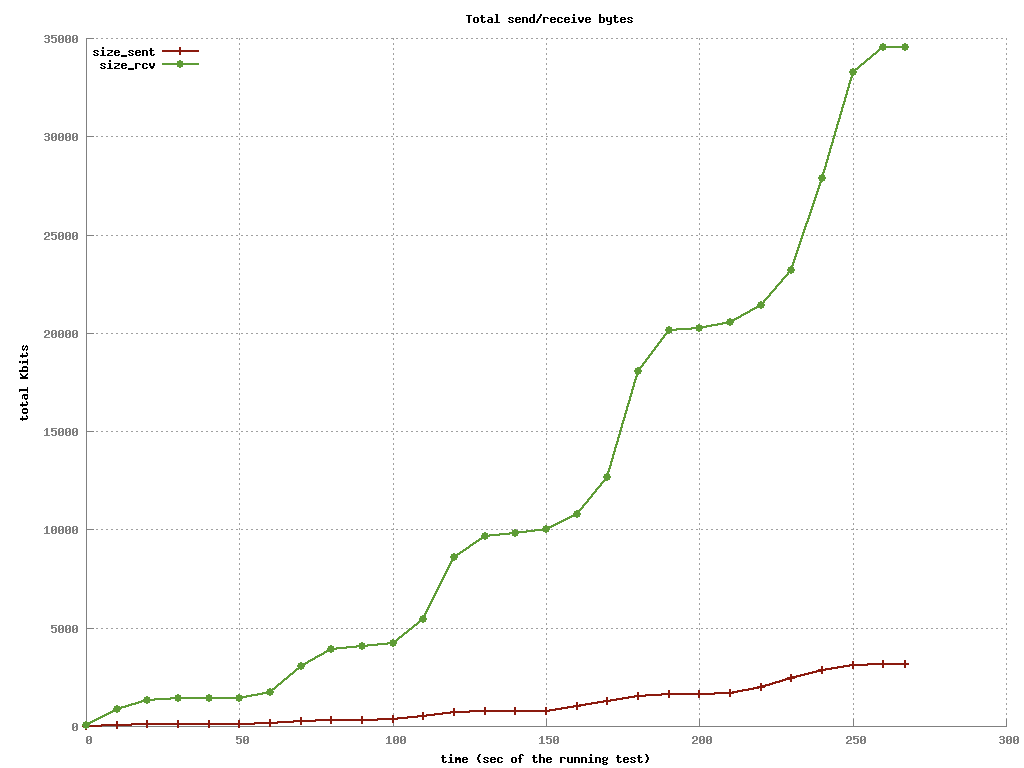 Total send/receive bytes
size_sent
size_rcv
35000
30000
25000
20000
15000
10000
5000
0
total Kbits
0 50 100 150 200 250 300
time (sec of the running test)